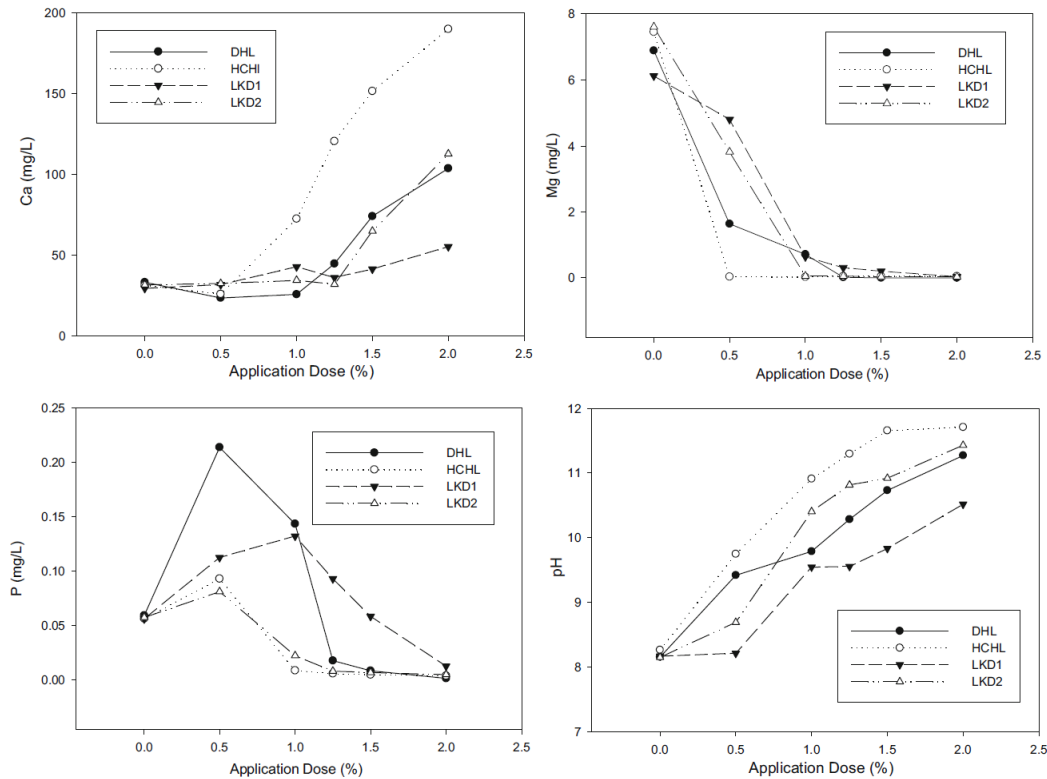 200
150
100
50
0
Ca (mg/L)
DHL
HCHl
LKD1
LKD2
0.0 0.5 1.0 1.5 2.0 2.5
Application Dose (%)
8
6
4
2
0
Mg (mg/L)
DHL
HCHL
LKD1
LKD2
0.0 0.5 1.0 1.5 2.0 2.5
Application Dose (%)
0.25
0.20
0.15
0.10
0.05
0.00
P (mg/L)
DHL
HCHL
LKD1
LKD2
0.0 0.5 1.0 1.5 2.0 2.5
Application Dose (%)
12
11
10
9
8
7
pH
DHL
HCHL
LKD1
LKD2
0.0 0.5 1.0 1.5 2.0 2.5
Application Dose (%)